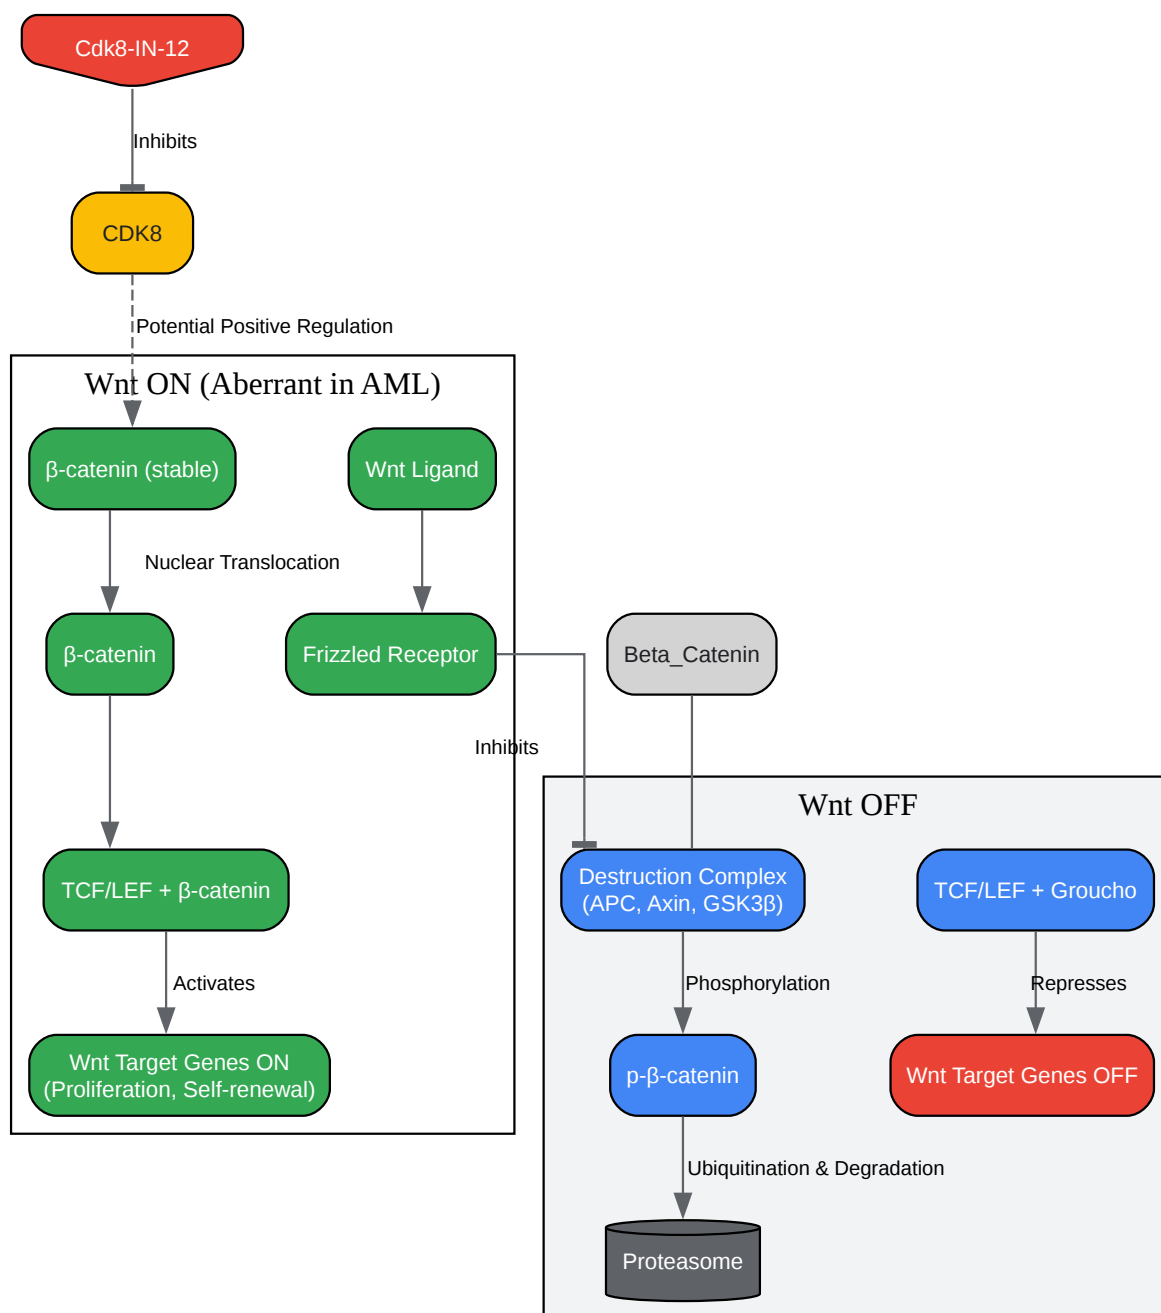 Cdk8-IN-12
Inhibits
CDK8
Potential Positive Regulation
Wnt ON (Aberrant in AML)
β-catenin (stable)
Wnt Ligand
Nuclear Translocation
β-catenin
Frizzled Receptor
Beta_Catenin
Inhibits
Wnt OFF
TCF/LEF + β-catenin
Destruction Complex
(APC, Axin, GSK3β)
TCF/LEF + Groucho
Activates
Phosphorylation
Represses
Wnt Target Genes ON
(Proliferation, Self-renewal)
p-β-catenin
Wnt Target Genes OFF
Ubiquitination & Degradation
Proteasome